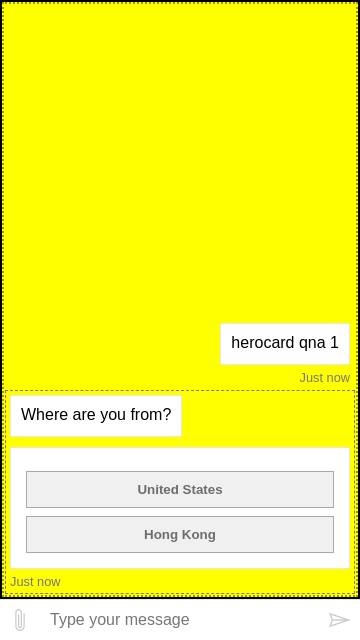 herocard qna 1
Just now
Where are you from?
United States
Hong Kong
Just now
Type your message